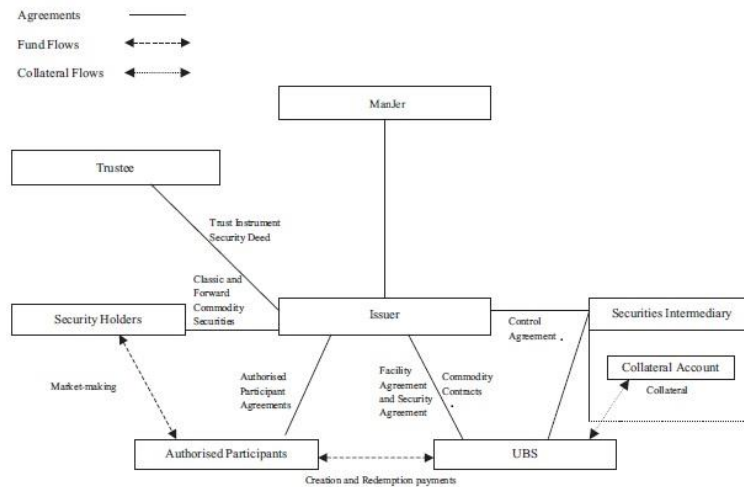 Agreements
Fund Flows
Collateral Flows
ManJer
Trustee
Trust Instrument
Security Deed
Classic and
Forward
Commodity
Securities
Security Holders
Issuer
Securities Intermediary
Control
Agreement .
Collateral Account
Collateral
Market-making
Authorised
Participant
Agreements
Facility
Agreement
and Security
Agreement
Commodity
Contracts
.
Authorised Participants
UBS
Creation and Redemption payments